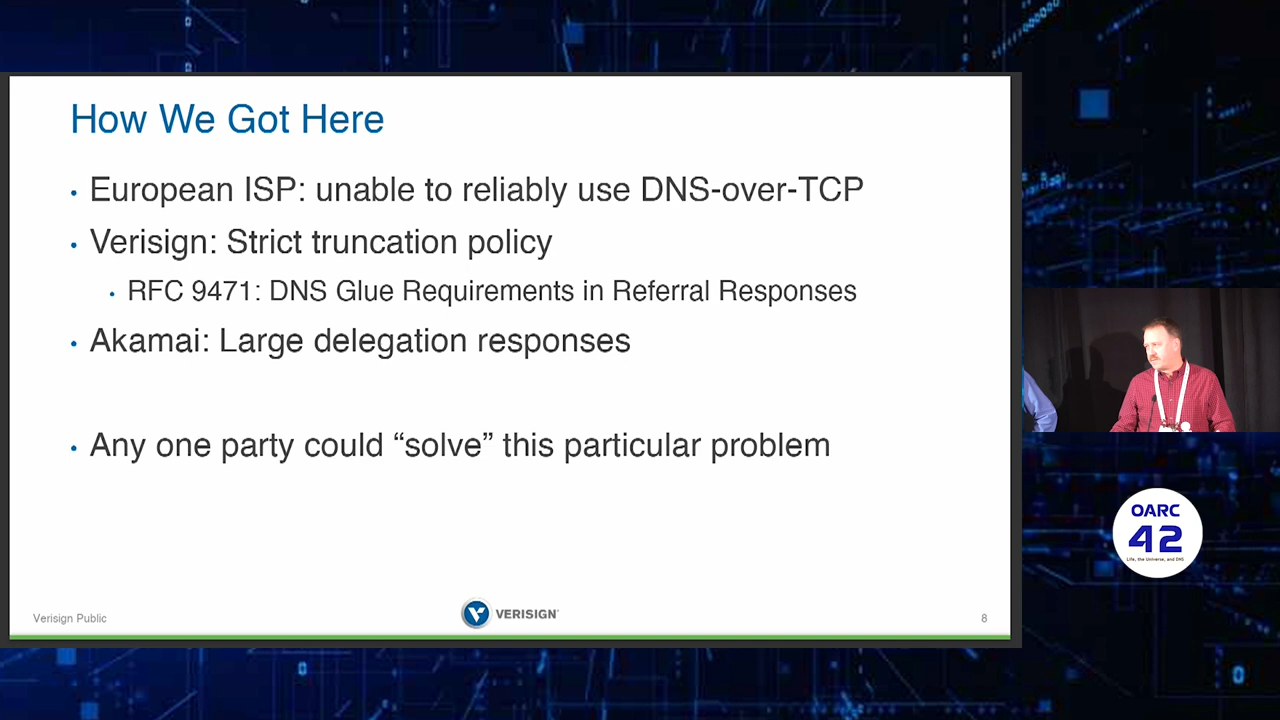 How We Got Here
• European ISP: unable to reliably use DNS-over-TCP
• Verisign: Strict truncation policy
• RFC 9471: DNS Glue Requirements in Referral Responses
• Akamai: Large delegation responses
• Any one party could “solve” this particular problem
Verisign Public
VERISIGN
8
OARC
42
Life, the Universe, and DNS